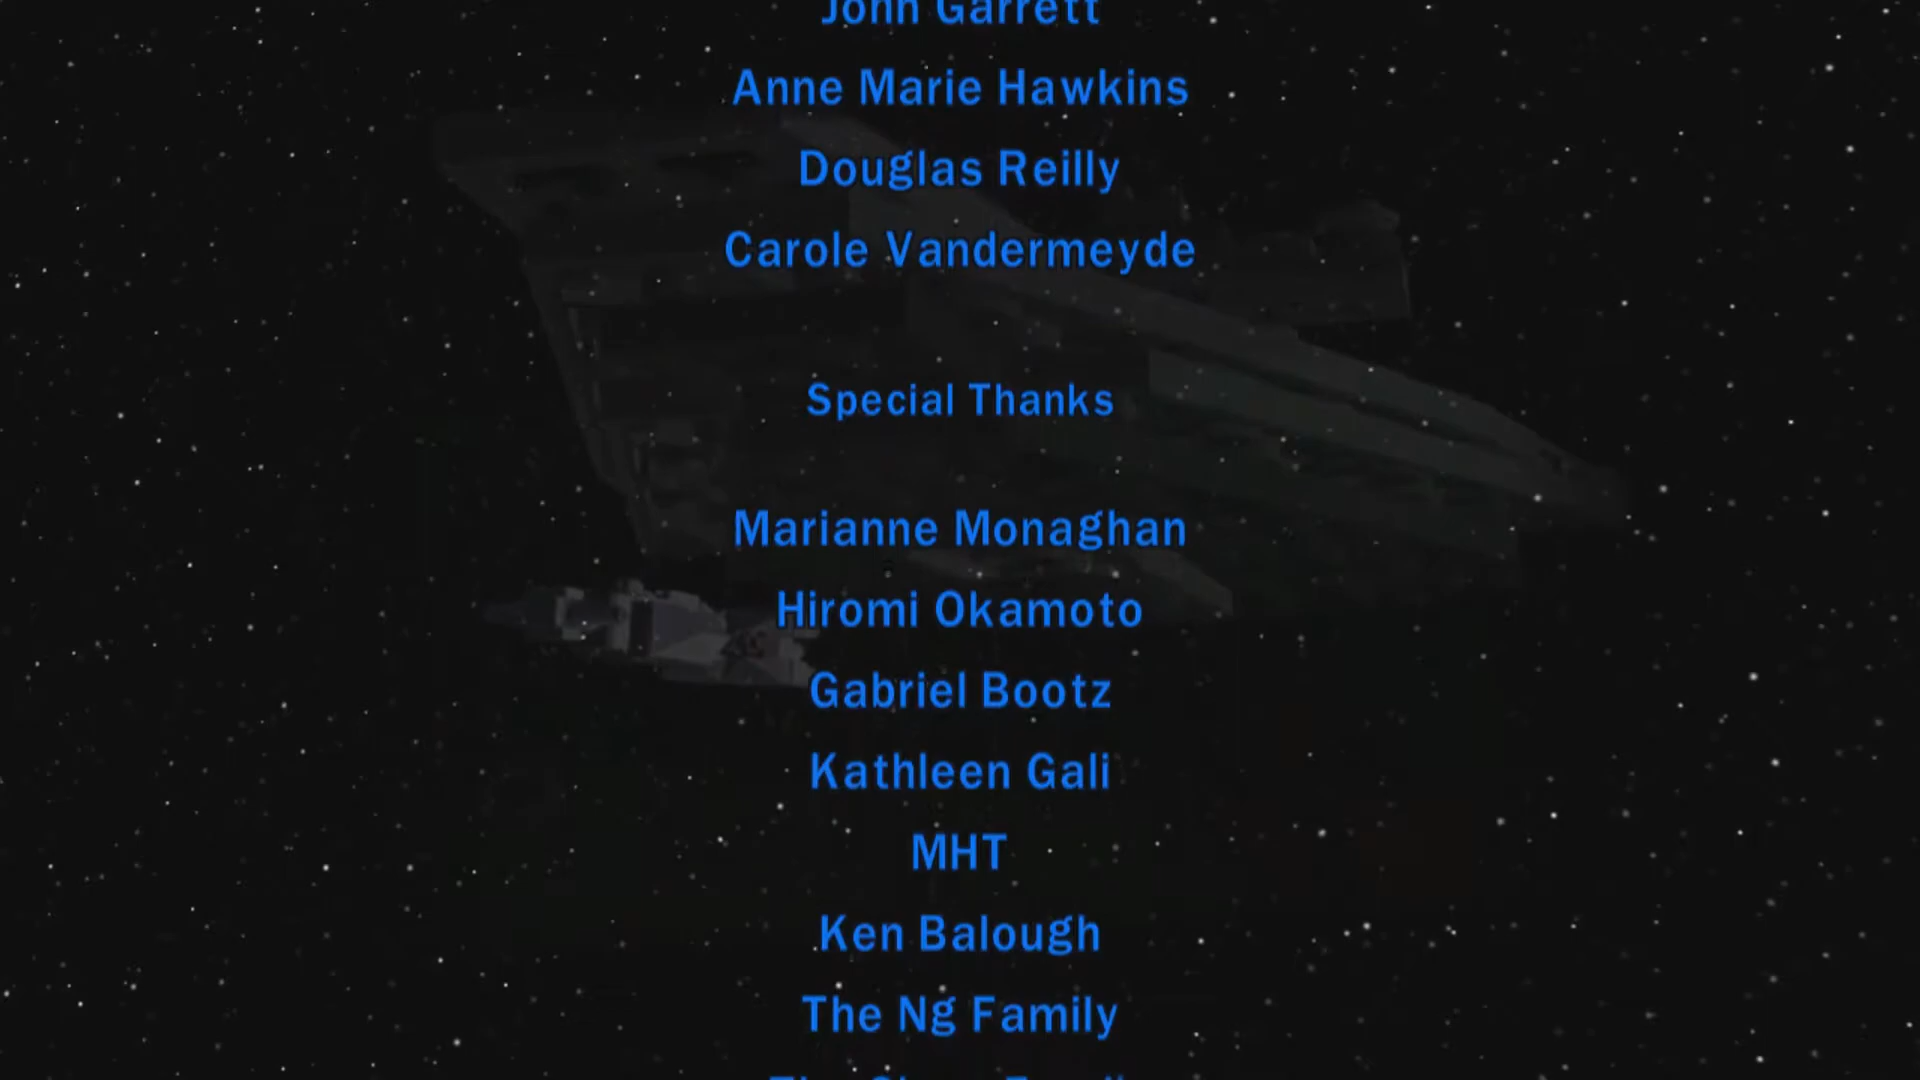 John Garrett
Anne Marie Hawkins
Douglas Reilly
Carole Vandermeyde
Special Thanks
Marianne Monaghan
Hiromi Okamoto
Gabriel Bootz
Kathleen Gali
MHT
Ken Balough
The Ng Family